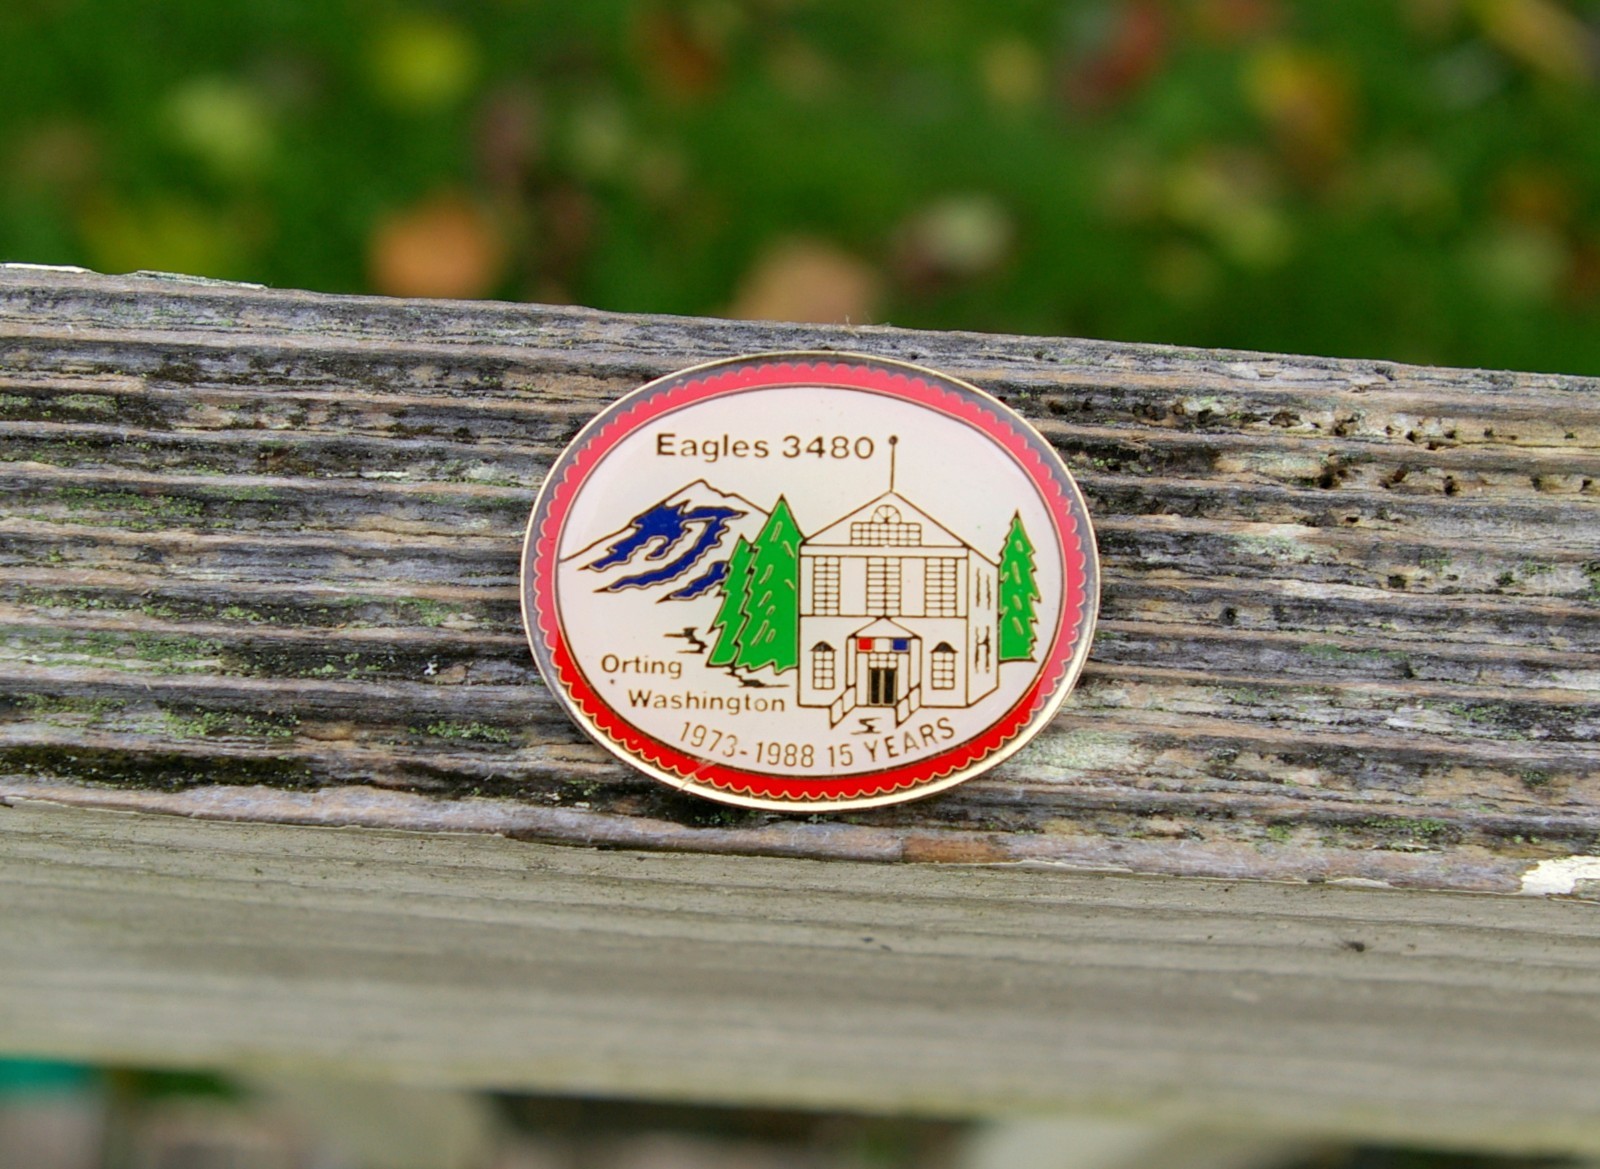 Eagles 3480
Orting
Washington
1973-1988 15 YEARS